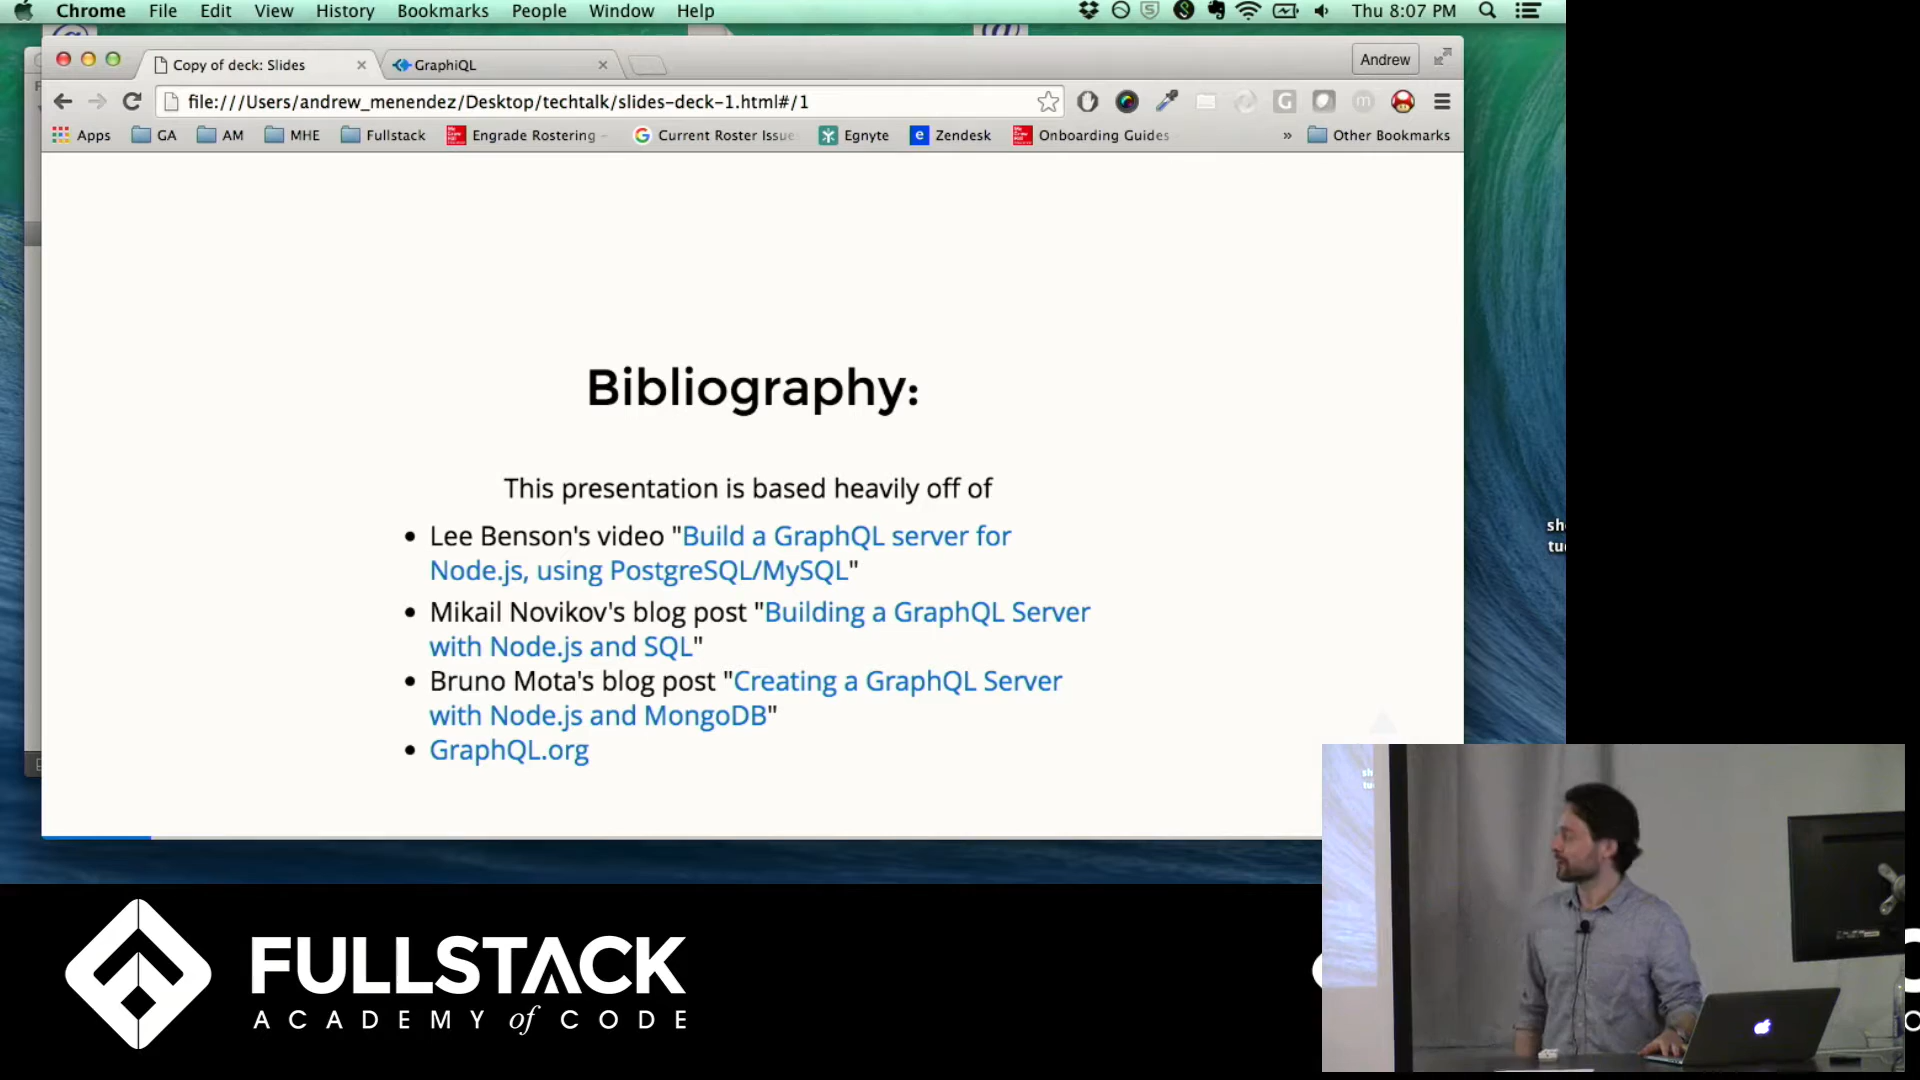 Chrome File Edit View History Bookmarks People Window Help Thu 8:07 PM
Copy of deck: Slides GraphiQL Andrew
file:///Users/andrew_menendez/Desktop/techtalk/slides-deck-1.html#/1
Apps GA AM MHE Fullstack Engrade Rostering Current Roster Issue Egnyte Zendesk Onboarding Guides » Other Bookmarks
Bibliography:
This presentation is based heavily off of
• Lee Benson's video "Build a GraphQL server for
Node.js, using PostgreSQL/MySQL"
• Mikail Novikov's blog post "Building a GraphQL Server
with Node.js and SQL"
• Bruno Mota's blog post "Creating a GraphQL Server
with Node.js and MongoDB"
• GraphQL.org
FULLSTACK
ACADEMY of CODE